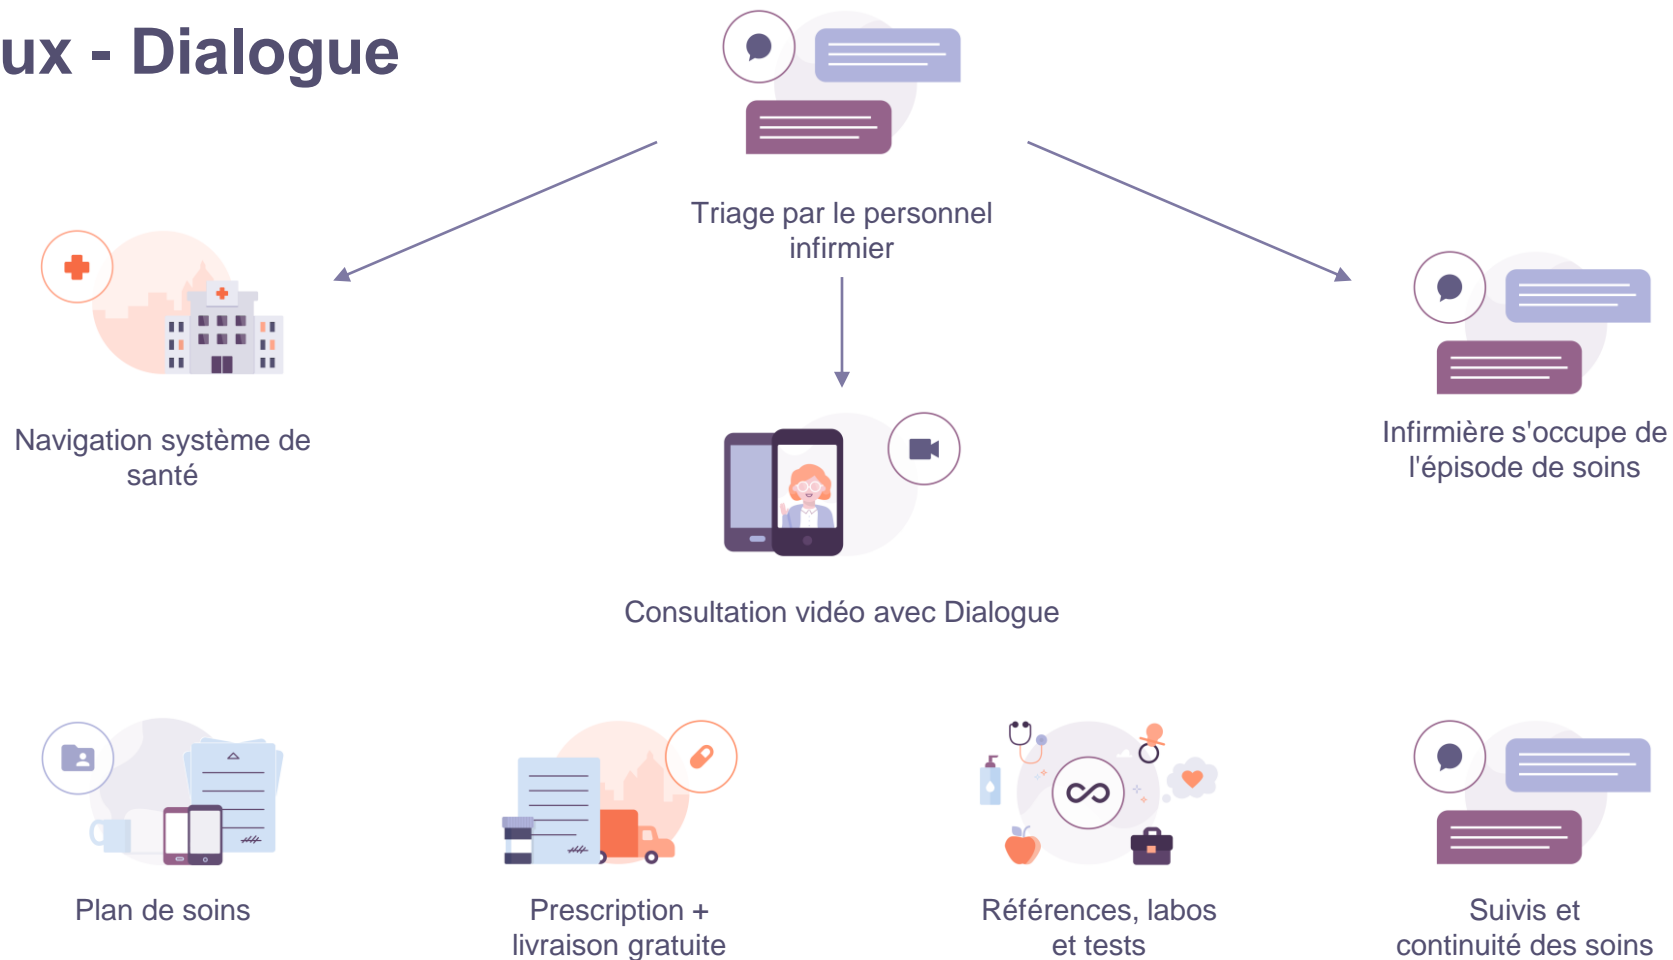 ux - Dialogue
Triage par le personnel
infirmier
Navigation système de
santé
Infirmière s'occupe de
l'épisode de soins
Consultation vidéo avec Dialogue
Plan de soins
Prescription +
livraison gratuite
Références, labos
et tests
Suivis et
continuité des soins